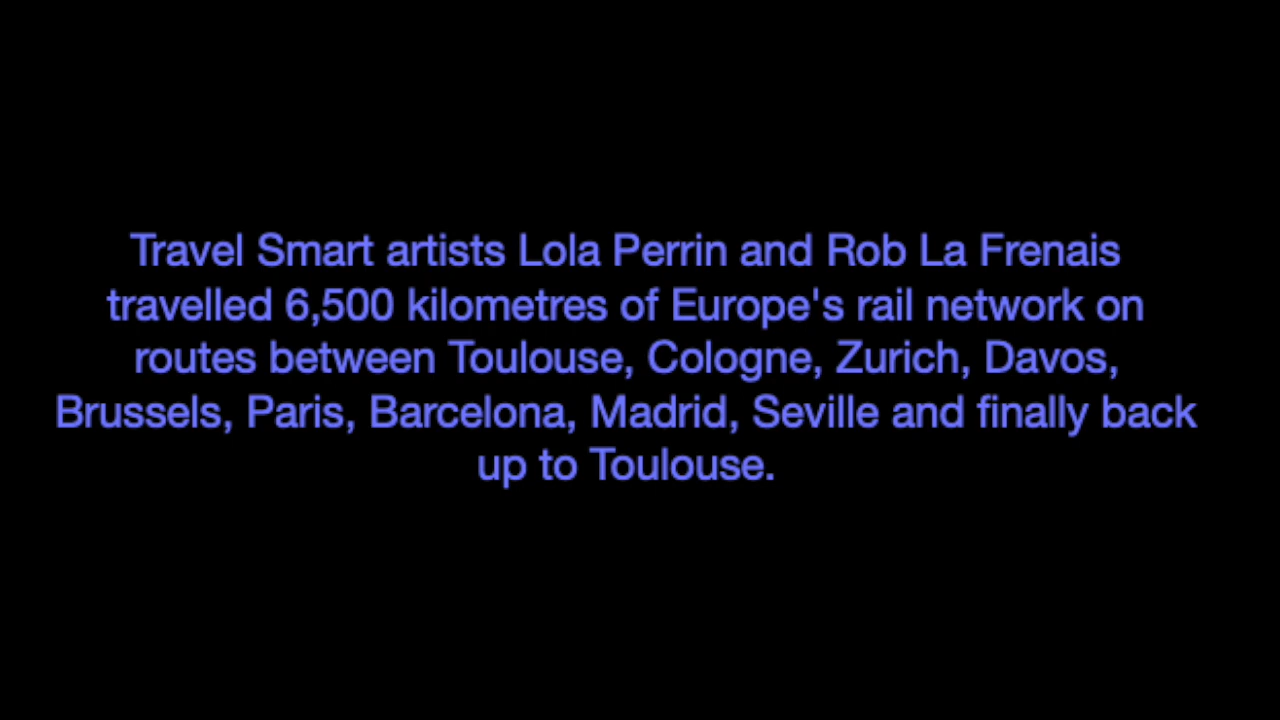 Travel Smart artists Lola Perrin and Rob La Frenais
travelled 6,500 kilometres of Europe's rail network on
routes between Toulouse, Cologne, Zurich, Davos,
Brussels, Paris, Barcelona, Madrid, Seville and finally back
up to Toulouse.